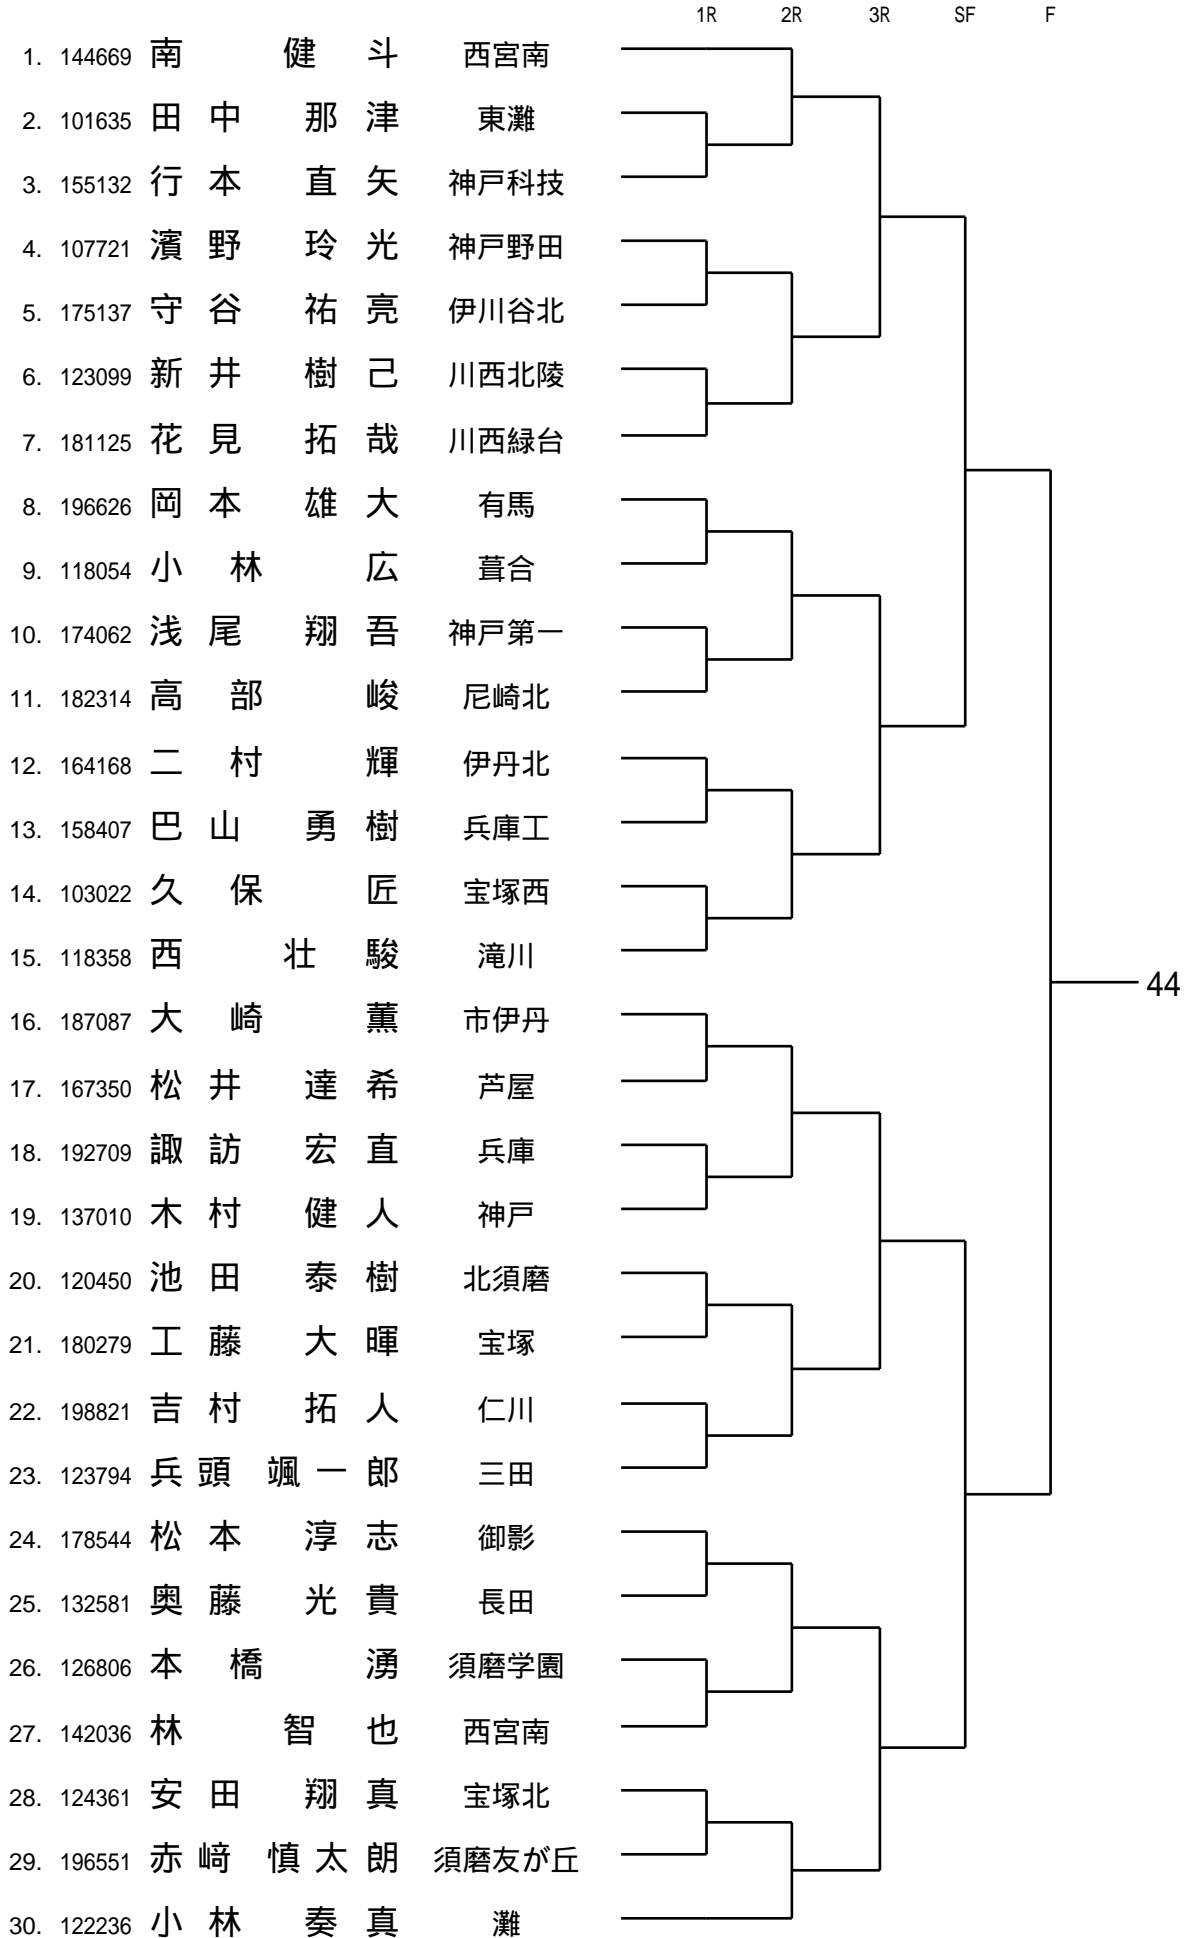 1R 2R 3R SF F
1. 144669 南 健 斗 西宮南
2. 101635 田 中 那 津 東灘
3. 155132 行 本 直 矢 神戸科技
4. 107721 濱 野 玲 光 神戸野田
5. 175137 守 谷 祐 亮 伊川谷北
6. 123099 新 井 樹 己 川西北陵
7. 181125 花 見 拓 哉 川西緑台
8. 196626 岡 本 雄 大 有馬
9. 118054 小 林 広 葺合
10. 174062 浅 尾 翔 吾 神戸第一
11. 182314 高 部 峻 尼崎北
12. 164168 二 村 輝 伊丹北
13. 158407 巴 山 勇 樹 兵庫工
14. 103022 久 保 匠 宝塚西
15. 118358 西 壮 駿 滝川
44
16. 187087 大 崎 薫 市伊丹
17. 167350 松 井 達 希 芦屋
18. 192709 諏 訪 宏 直 兵庫
19. 137010 木 村 健 人 神戸
20. 120450 池 田 泰 樹 北須磨
21. 180279 工 藤 大 暉 宝塚
22. 198821 吉 村 拓 人 仁川
23. 123794 兵 頭 颯 一 郎 三田
24. 178544 松 本 淳 志 御影
25. 132581 奥 藤 光 貴 長田
26. 126806 本 橋 湧 須磨学園
27. 142036 林 智 也 西宮南
28. 124361 安 田 翔 真 宝塚北
29. 196551 赤 﨑 慎 太 朗 須磨友が丘
30. 122236 小 林 奏 真 灘